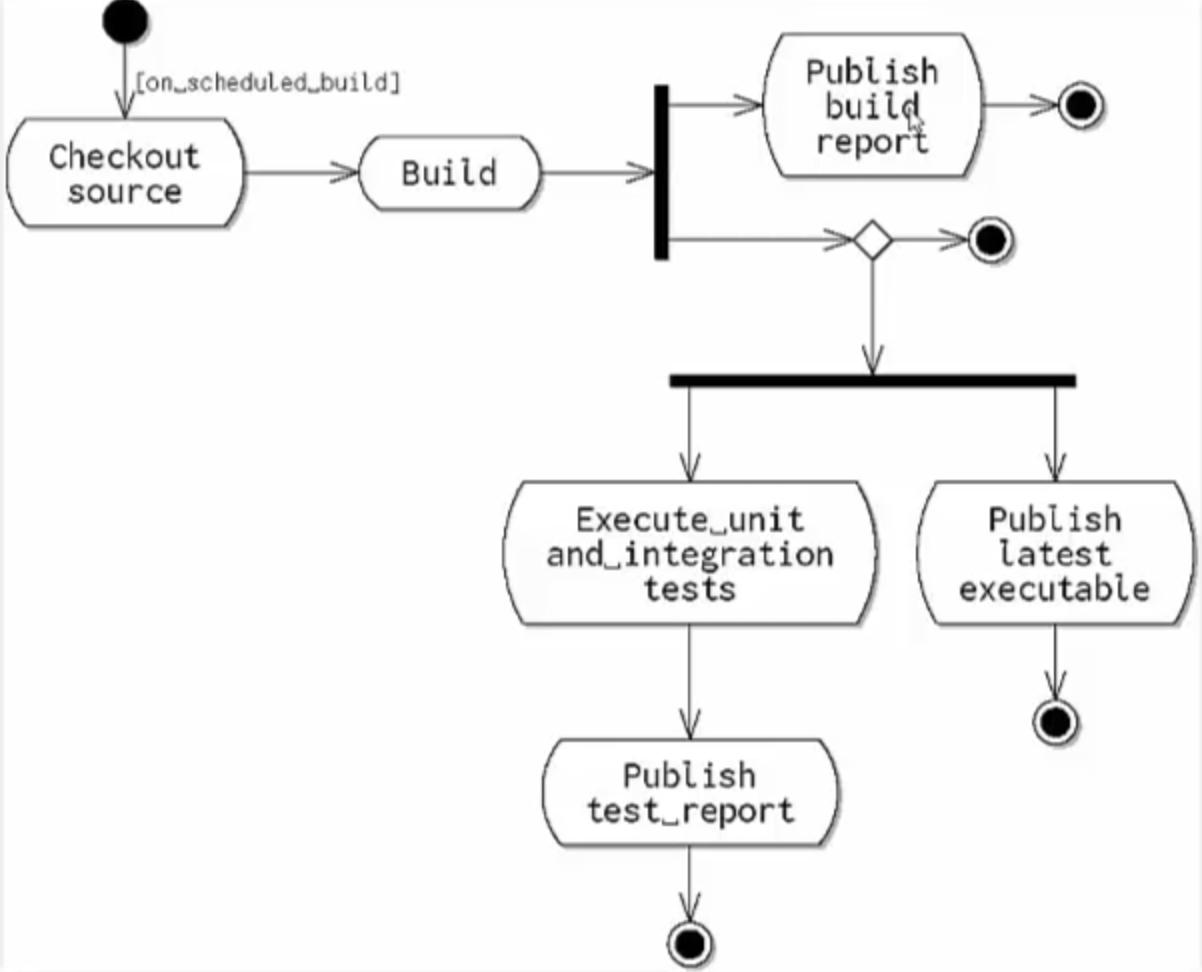 [on␣scheduled␣build]
Checkout
source
Build
Publish
build
report
Execute␣unit
and␣integration
tests
Publish
latest
executable
Publish
test␣report